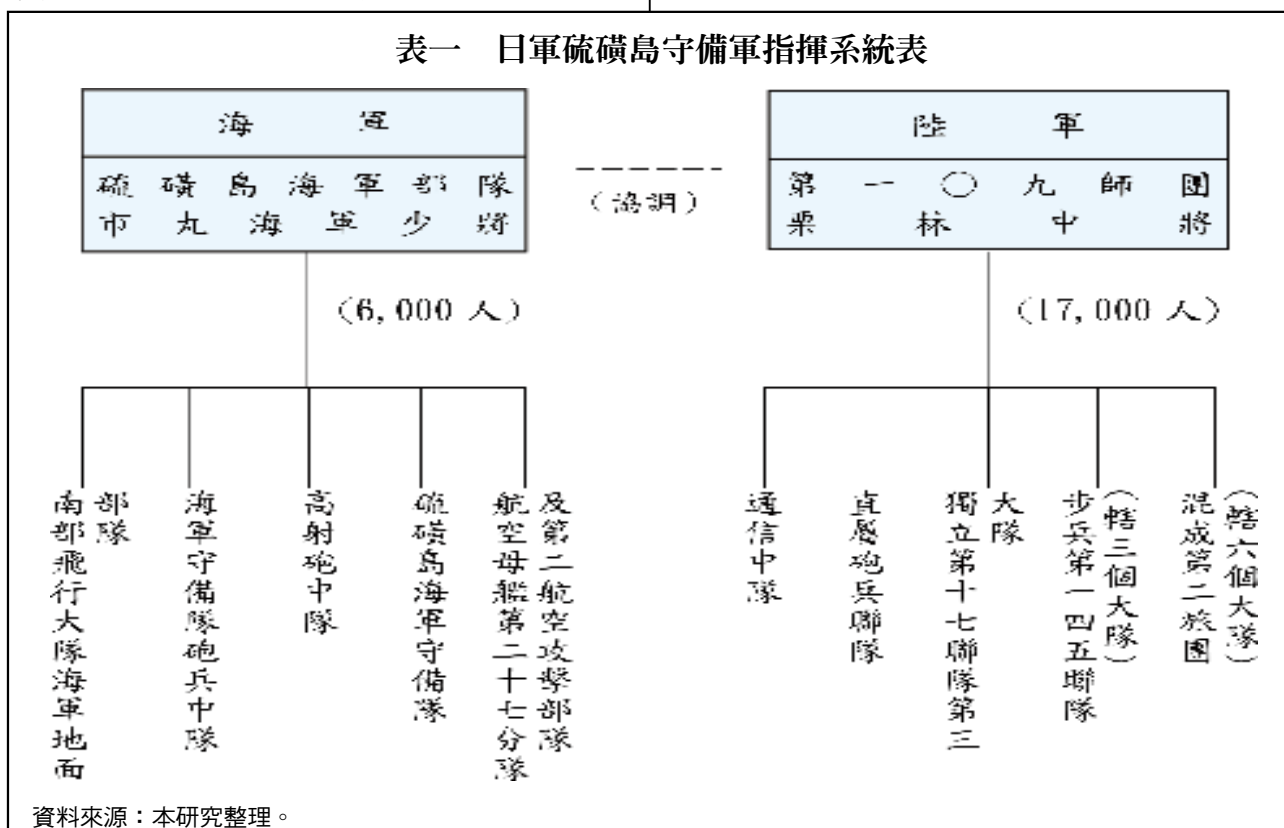 表一 日軍硫磺島守備軍指揮系統表
海軍
硫磺島海軍部隊
市丸海軍少將
(協調)
陸軍
第一〇九師團
栗林中將
(6,000 人)
(17,000 人)
南部飛行大隊海軍地面
部隊
海軍守備隊砲兵中隊
高射砲中隊
硫磺島海軍守備隊
航空母艦第二十七分隊
及第二航空攻擊部隊
通信中隊
直屬砲兵聯隊
獨立第十七聯隊第三
大隊
步兵第一四五聯隊
(轄三個大隊)
混成第二旅團
(轄六個大隊)
資料來源：本研究整理。